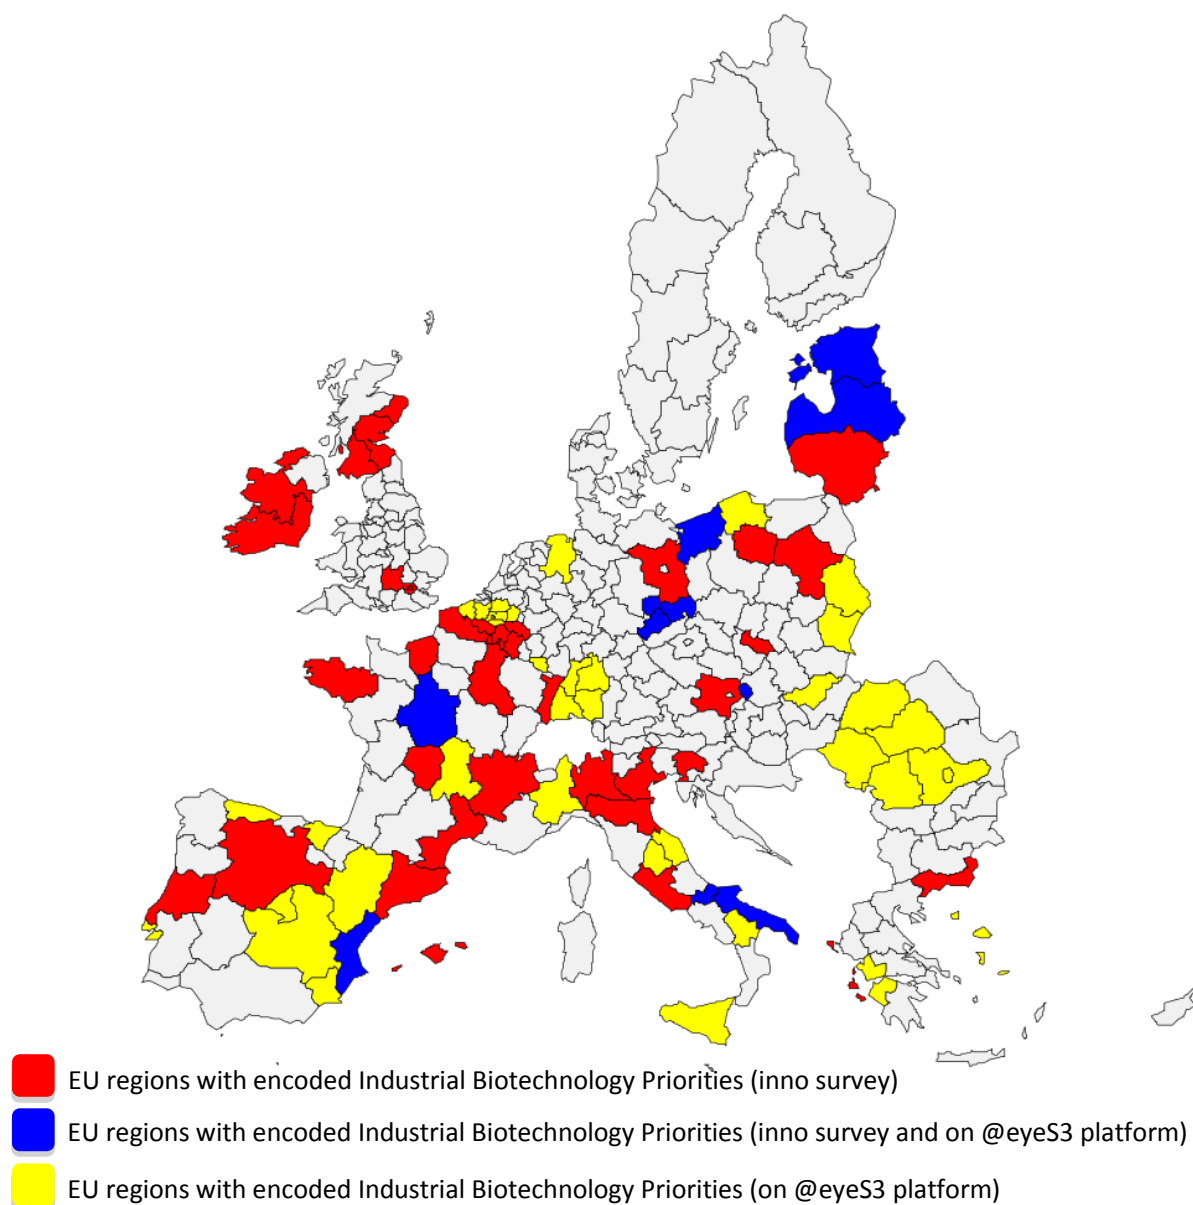 EU regions with encoded Industrial Biotechnology Priorities (inno survey)
EU regions with encoded Industrial Biotechnology Priorities (inno survey and on @eyeS3 platform)
EU regions with encoded Industrial Biotechnology Priorities (on @eyeS3 platform)